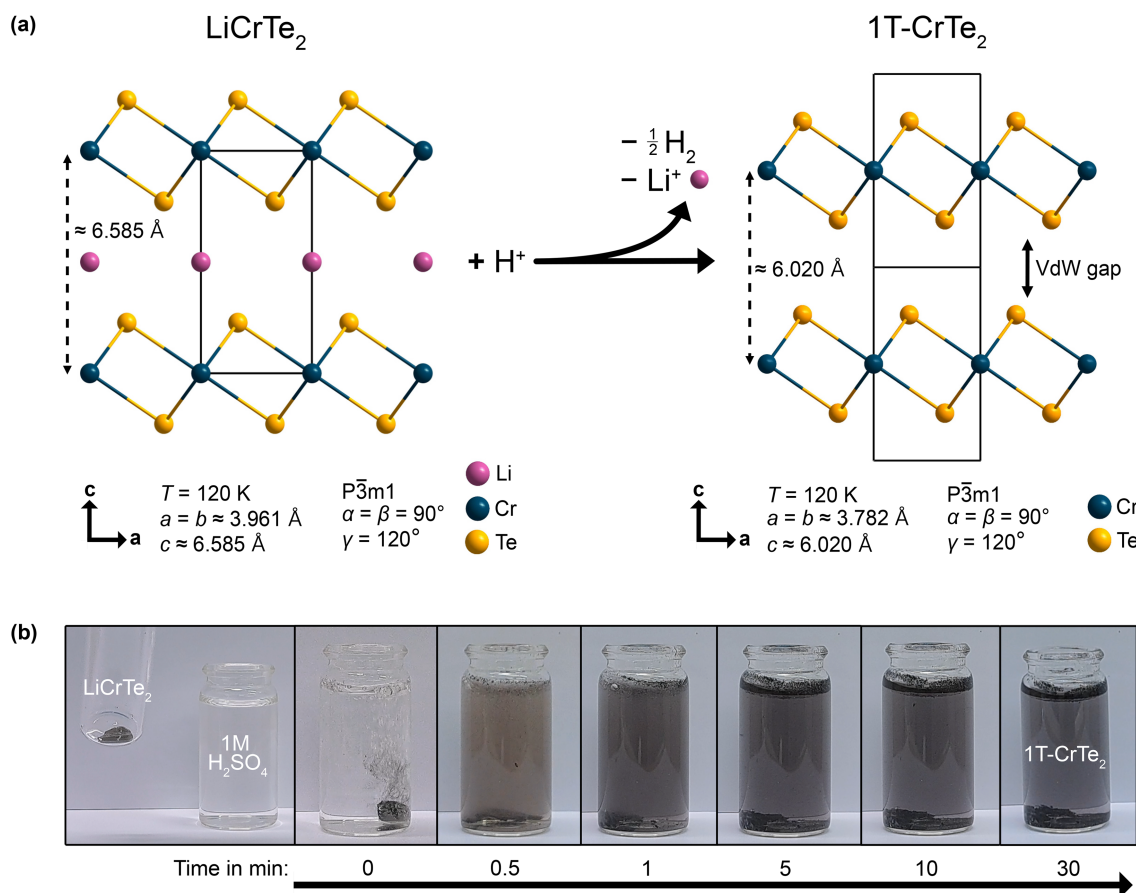 (a)
LiCrTe₂
1T-CrTe₂
− ½ H₂
− Li⁺
≈ 6.585 Å
+ H⁺
≈ 6.020 Å
VdW gap
Li
Cr
Te
c
a
T = 120 K
a = b ≈ 3.961 Å
c ≈ 6.585 Å
P3̅m1
α = β = 90°
γ = 120°
c
a
T = 120 K
a = b ≈ 3.782 Å
c ≈ 6.020 Å
P3̅m1
α = β = 90°
γ = 120°
Cr
Te
(b)
LiCrTe₂
1M
H₂SO₄
1T-CrTe₂
Time in min: 0 0.5 1 5 10 30